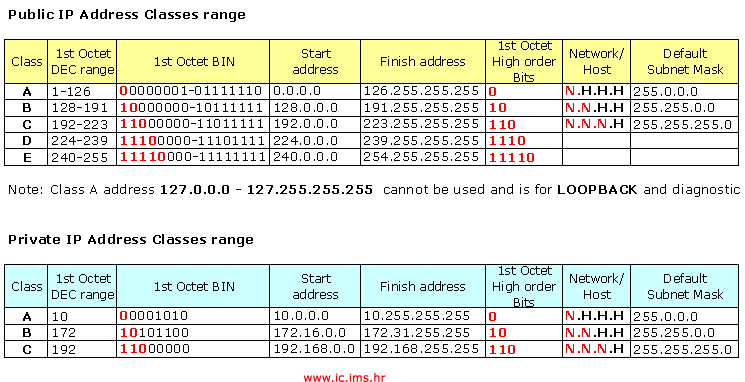 Public IP Address Classes range
Class 1st Octet DEC range 1st Octet BIN Start address Finish address 1st Octet High order Bits Network/ Host Default Subnet Mask
A 1-126 00000001-01111110 0.0.0.0 126.255.255.255 0 N.H.H.H 255.0.0.0
B 128-191 10000000-10111111 128.0.0.0 191.255.255.255 10 N.N.H.H 255.255.0.0
C 192-223 11000000-11011111 192.0.0.0 223.255.255.255 110 N.N.N.H 255.255.255.0
D 224-239 11100000-11101111 224.0.0.0 239.255.255.255 1110
E 240-255 11110000-11111111 240.0.0.0 254.255.255.255 11110
Note: Class A address 127.0.0.0 - 127.255.255.255 cannot be used and is for LOOPBACK and diagnostic
Private IP Address Classes range
Class 1st Octet DEC range 1st Octet BIN Start address Finish address 1st Octet High order Bits Network/ Host Default Subnet Mask
A 10 00001010 10.0.0.0 10.255.255.255 0 N.H.H.H 255.0.0.0
B 172 10101100 172.16.0.0 172.31.255.255 10 N.N.H.H 255.255.0.0
C 192 11000000 192.168.0.0 192.168.255.255 110 N.N.N.H 255.255.255.0
www.ic.ims.hr